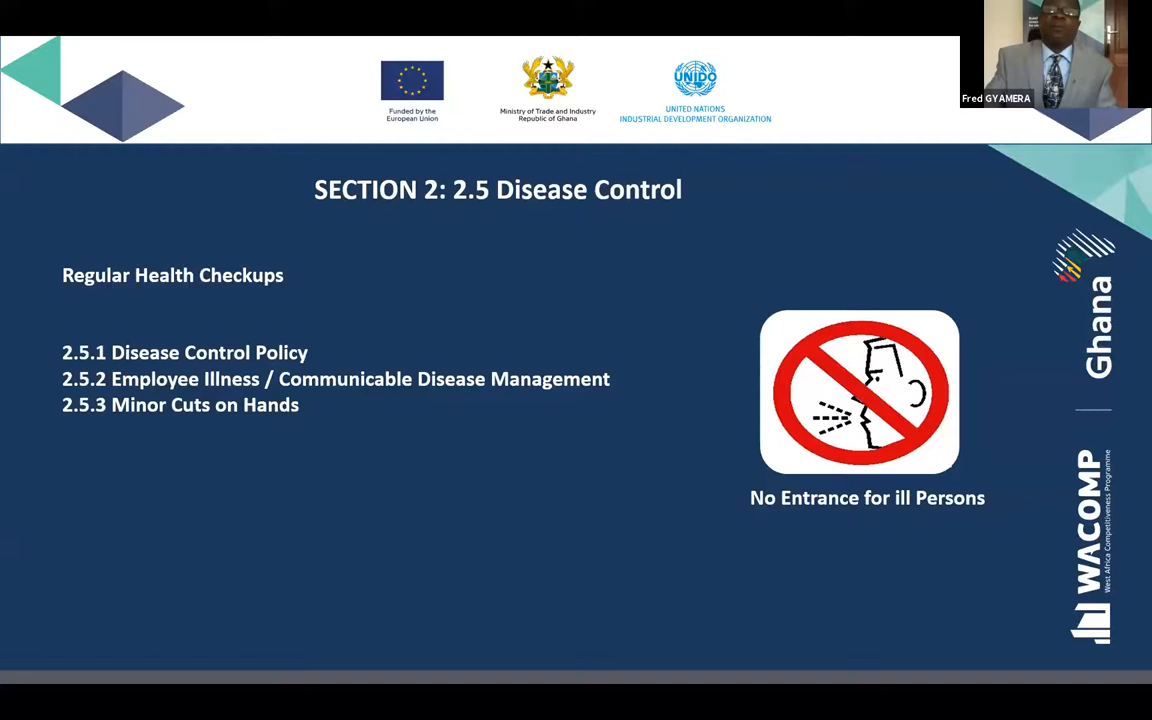 Funded by the
European Union
Ministry of Trade and Industry
Republic of Ghana
UNIDO
UNITED NATIONS
INDUSTRIAL DEVELOPMENT ORGANIZATION
Fred GYAMERA
SECTION 2: 2.5 Disease Control
Regular Health Checkups
2.5.1 Disease Control Policy
2.5.2 Employee Illness / Communicable Disease Management
2.5.3 Minor Cuts on Hands
No Entrance for ill Persons
Ghana
WACOMP
West Africa Competitiveness Programme